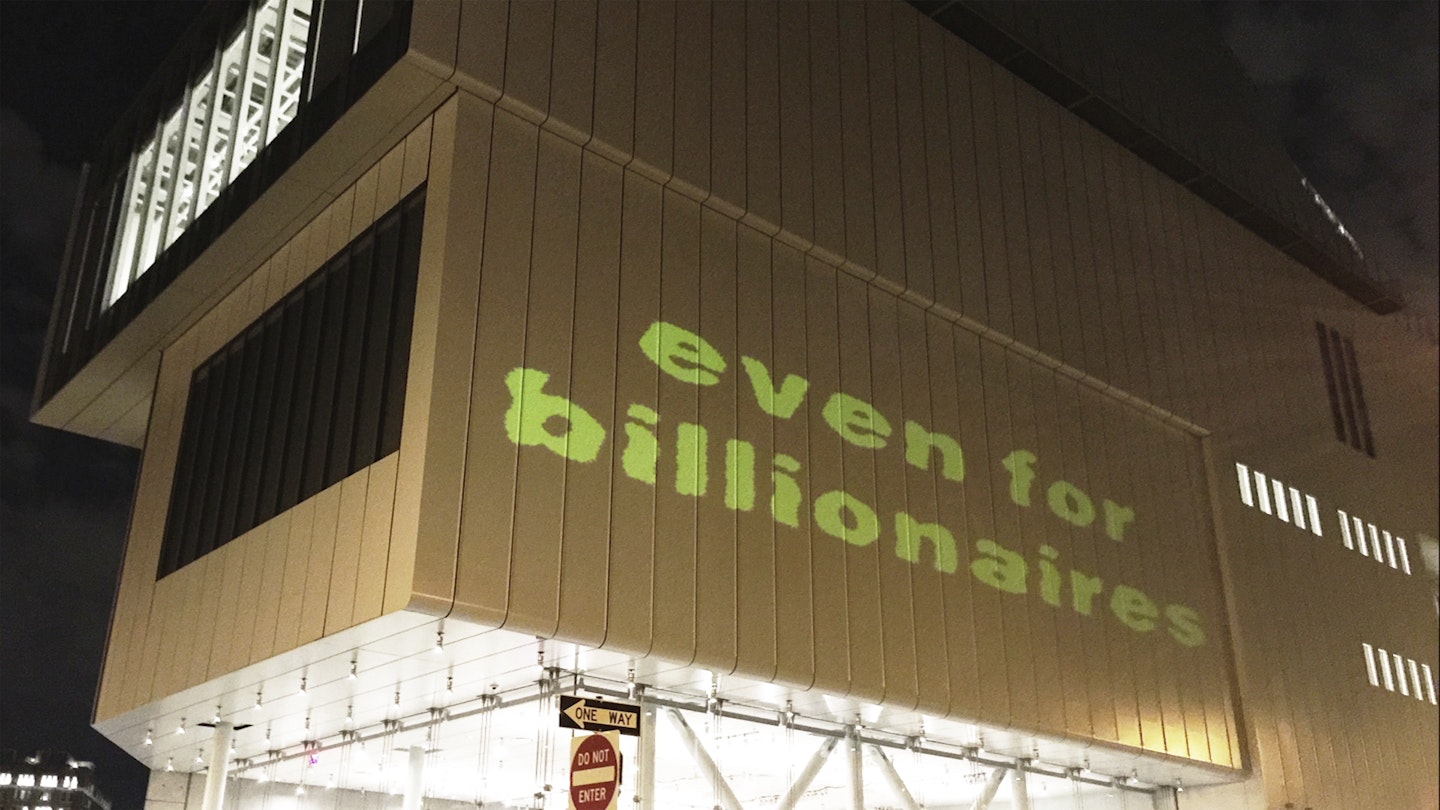 even for
billionaires
ONE WAY
DO NOT
ENTER